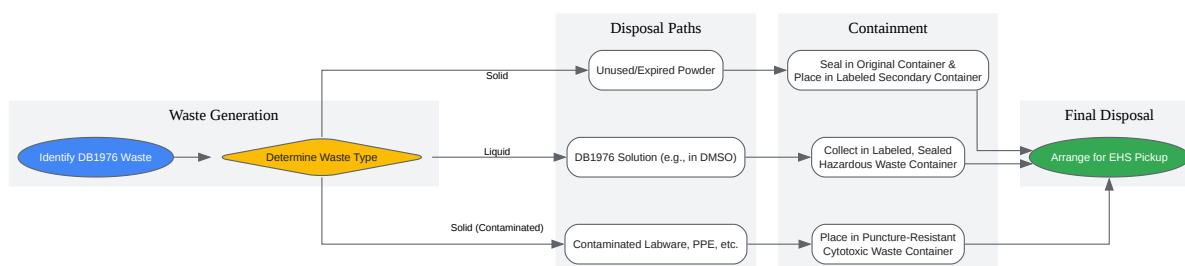 Disposal Paths
Containment
Waste Generation
Final Disposal
Identify DB1976 Waste
Determine Waste Type
Solid
Unused/Expired Powder
Seal in Original Container &
Place in Labeled Secondary Container
Liquid
DB1976 Solution (e.g., in DMSO)
Collect in Labeled, Sealed
Hazardous Waste Container
Solid (Contaminated)
Contaminated Labware, PPE, etc.
Place in Puncture-Resistant
Cytotoxic Waste Container
Arrange for EHS Pickup